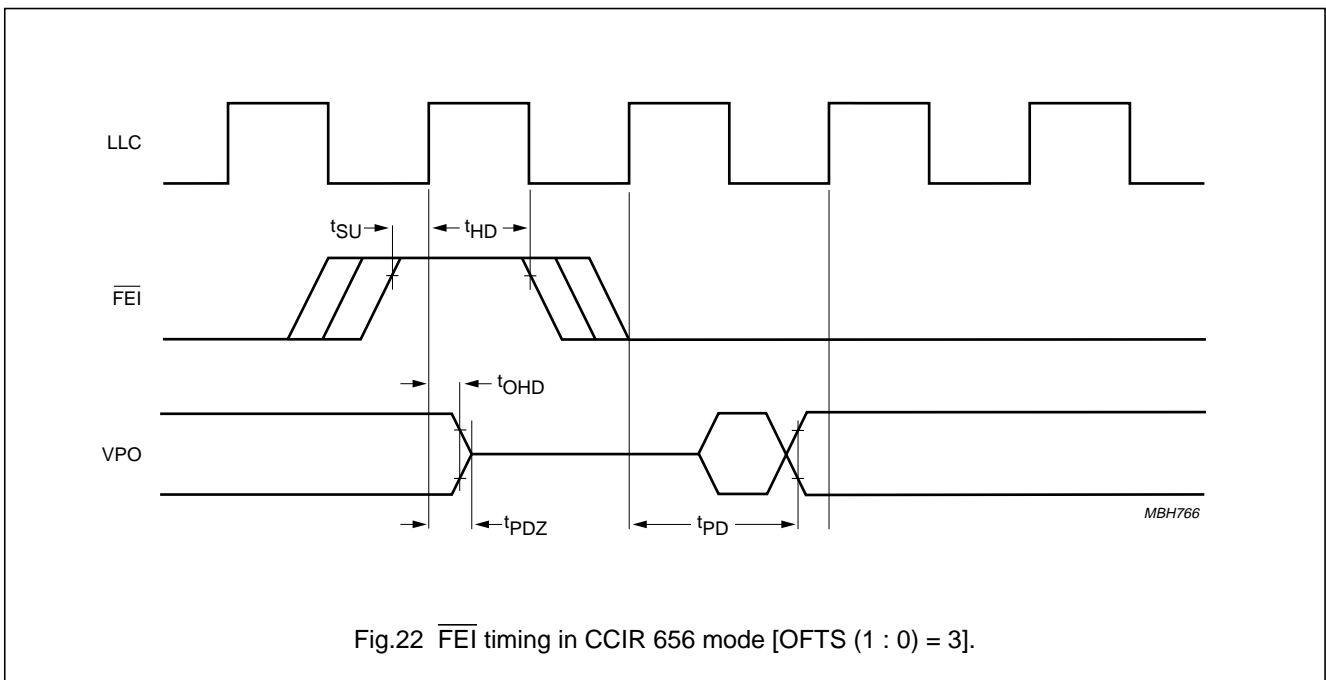 LLC
tSU
tHD
FEI
tOHD
VPO
tPDZ
tPD
MBH766
Fig.22 FEI timing in CCIR 656 mode [OFTS (1 : 0) = 3].